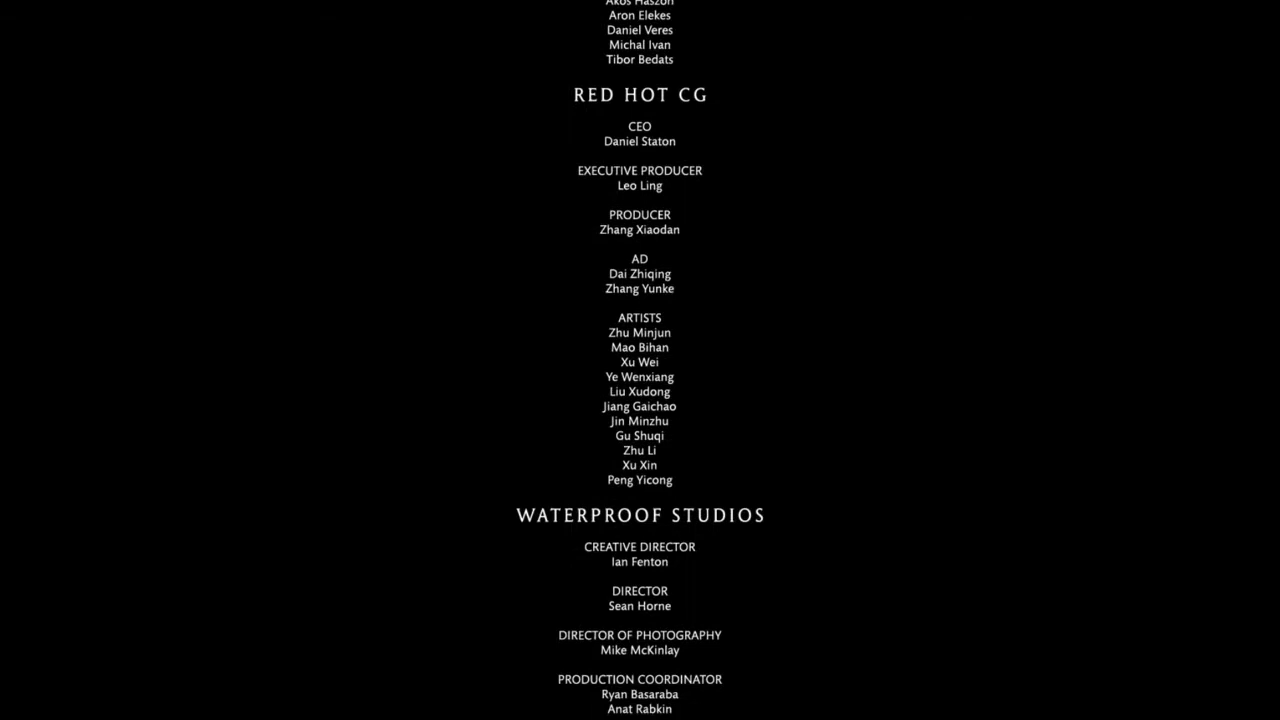 Akos Haszon
Aron Elekes
Daniel Veres
Michal Ivan
Tibor Bedats
RED HOT CG
CEO
Daniel Staton
EXECUTIVE PRODUCER
Leo Ling
PRODUCER
Zhang Xiaodan
AD
Dai Zhiqing
Zhang Yunke
ARTISTS
Zhu Minjun
Mao Bihan
Xu Wei
Ye Wenxiang
Liu Xudong
Jiang Gaichao
Jin Minzhu
Gu Shuqi
Zhu Li
Xu Xin
Peng Yicong
WATERPROOF STUDIOS
CREATIVE DIRECTOR
Ian Fenton
DIRECTOR
Sean Horne
DIRECTOR OF PHOTOGRAPHY
Mike McKinlay
PRODUCTION COORDINATOR
Ryan Basaraba
Anat Rabkin